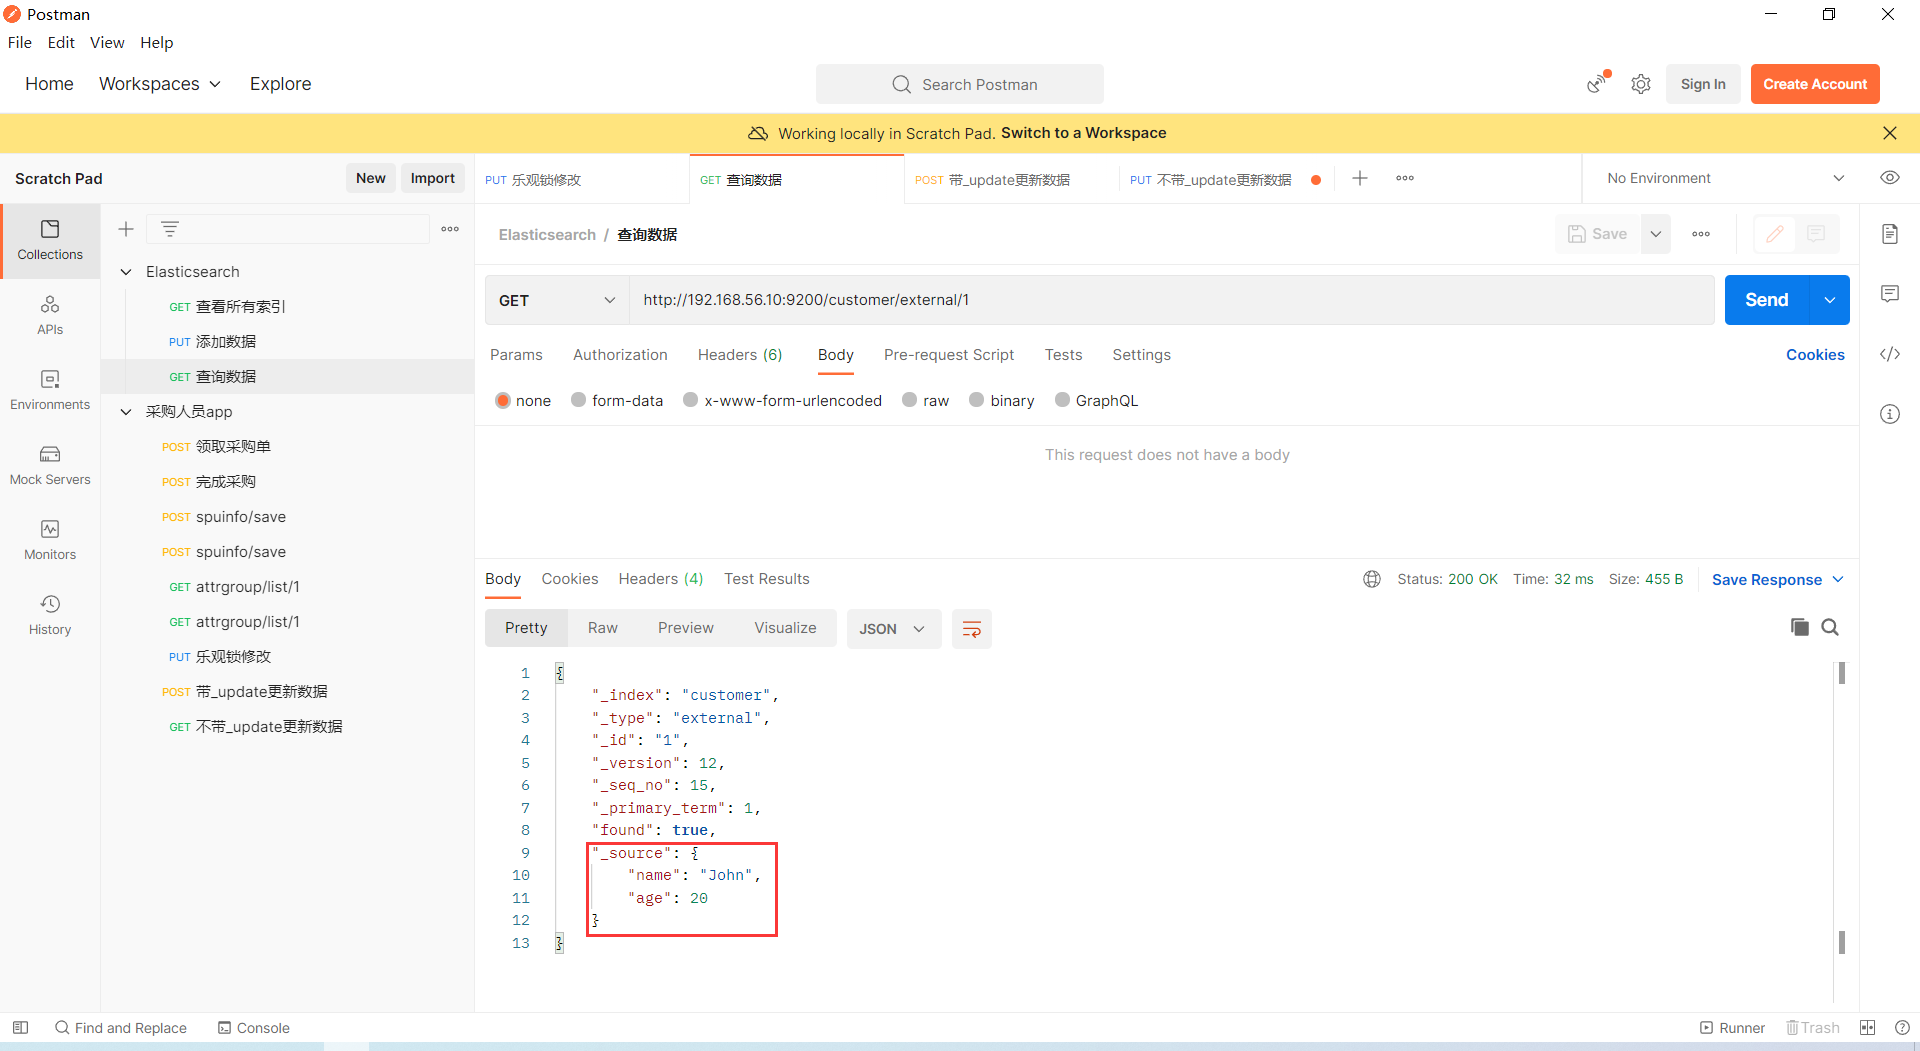 Postman
File Edit View Help
Home Workspaces Explore Search Postman Sign In Create Account
Working locally in Scratch Pad. Switch to a Workspace
Scratch Pad New Import PUT 乐观锁修改 GET 查询数据 POST 带_update更新数据 PUT 不带_update更新数据 No Environment
Elasticsearch / 查询数据 Save
Collections
APIs
Environments
Mock Servers
Monitors
History
Elasticsearch
GET 查看所有索引
PUT 添加数据
GET 查询数据
采购人员app
POST 领取采购单
POST 完成采购
POST spuinfo/save
POST spuinfo/save
GET attrgroup/list/1
GET attrgroup/list/1
PUT 乐观锁修改
POST 带_update更新数据
GET 不带_update更新数据
GET http://192.168.56.10:9200/customer/external/1 Send
Params Authorization Headers (6) Body Pre-request Script Tests Settings Cookies
none form-data x-www-form-urlencoded raw binary GraphQL
This request does not have a body
Body Cookies Headers (4) Test Results Status: 200 OK Time: 32 ms Size: 455 B Save Response
Pretty Raw Preview Visualize JSON
1 {
2 "_index": "customer",
3 "_type": "external",
4 "_id": "1",
5 "_version": 12,
6 "_seq_no": 15,
7 "_primary_term": 1,
8 "found": true,
9 "_source": {
10 "name": "John",
11 "age": 20
12 }
13 }
Find and Replace Console Runner Trash